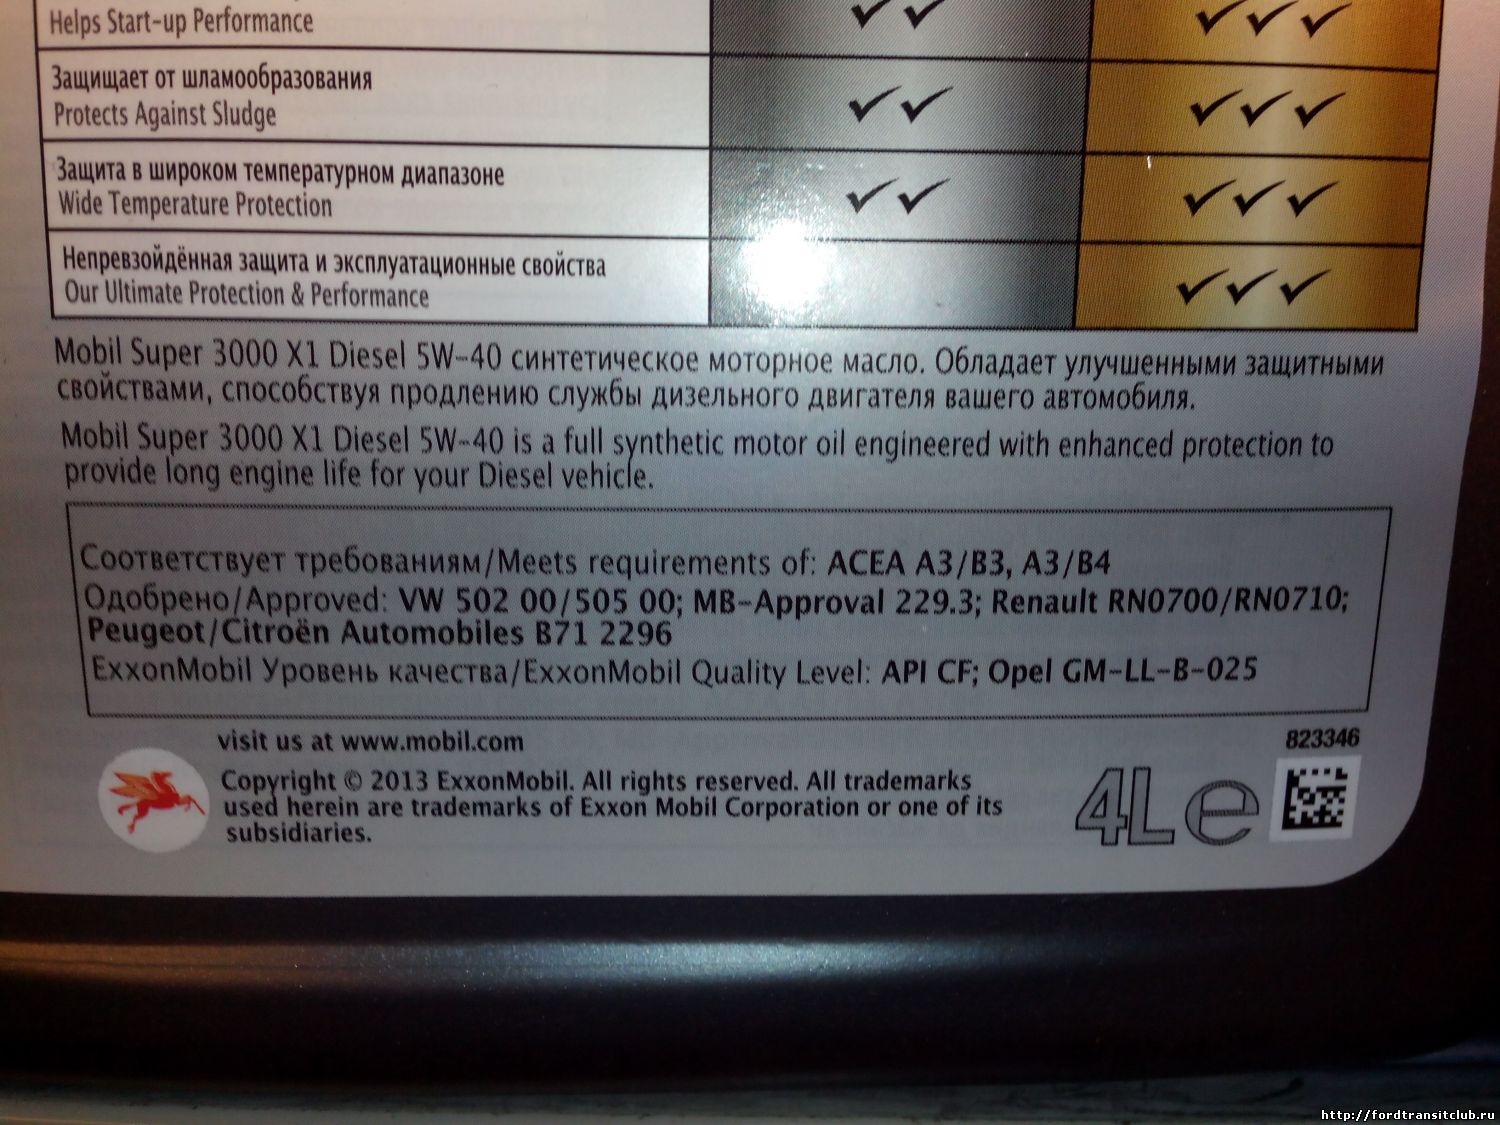 Helps Start-up Performance
Защищает от шламообразования
Protects Against Sludge
Защита в широком температурном диапазоне
Wide Temperature Protection
Непревзойдённая защита и эксплуатационные свойства
Our Ultimate Protection & Performance
Mobil Super 3000 X1 Diesel 5W-40 синтетическое моторное масло. Обладает улучшенными защитными
свойствами, способствуя продлению службы дизельного двигателя вашего автомобиля.
Mobil Super 3000 X1 Diesel 5W-40 is a full synthetic motor oil engineered with enhanced protection to
provide long engine life for your Diesel vehicle.
Соответствует требованиям/Meets requirements of: ACEA A3/B3, A3/B4
Одобрено/Approved: VW 502 00/505 00; MB-Approval 229.3; Renault RN0700/RN0710;
Peugeot/Citroën Automobiles B71 2296
ExxonMobil Уровень качества/ExxonMobil Quality Level: API CF; Opel GM-LL-B-025
visit us at www.mobil.com
823346
Copyright © 2013 ExxonMobil. All rights reserved. All trademarks
used herein are trademarks of Exxon Mobil Corporation or one of its
subsidiaries.
4L e
http://fordtransitclub.ru